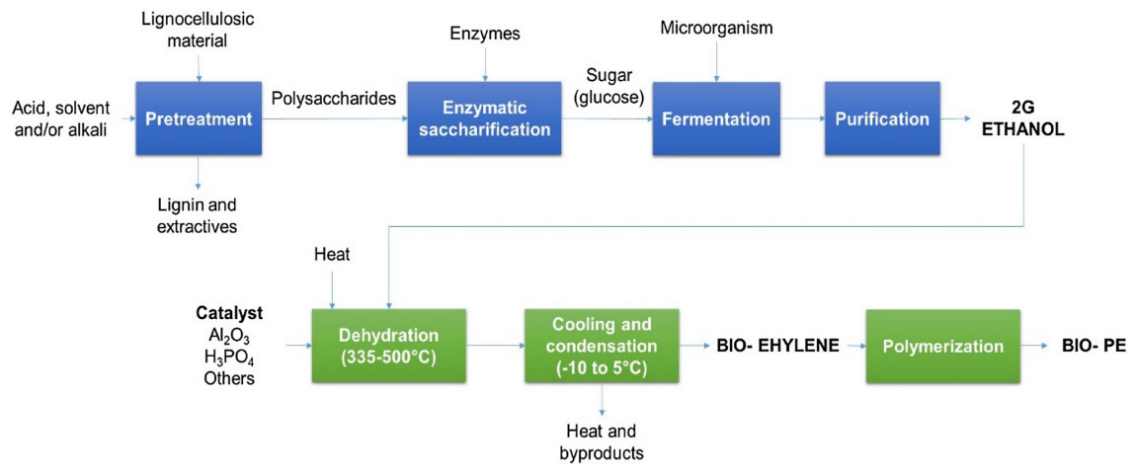 Lignocellulosic
material
Enzymes
Microorganism
Acid, solvent
and/or alkali
Pretreatment
Polysaccharides
Enzymatic
saccharification
Sugar
(glucose)
Fermentation
Purification
2G
ETHANOL
Lignin and
extractives
Heat
Catalyst
Al₂O₃
H₃PO₄
Others
Dehydration
(335-500°C)
Cooling and
condensation
(-10 to 5°C)
BIO- EHYLENE
Polymerization
BIO- PE
Heat and
byproducts